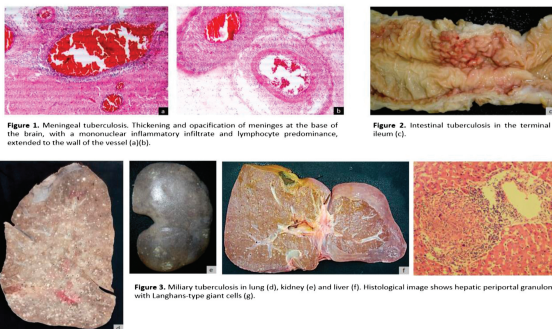 a
b
c
Figure 1. Meningeal tuberculosis. Thickening and opacification of meninges at the base of
the brain, with a mononuclear inflammatory infiltrate and lymphocyte predominance,
extended to the wall of the vessel (a)(b).
Figure 2. Intestinal tuberculosis in the terminal
ileum (c).
d
e
f
Figure 3. Miliary tuberculosis in lung (d), kidney (e) and liver (f). Histological image shows hepatic periportal granulon
with Langhans-type giant cells (g).